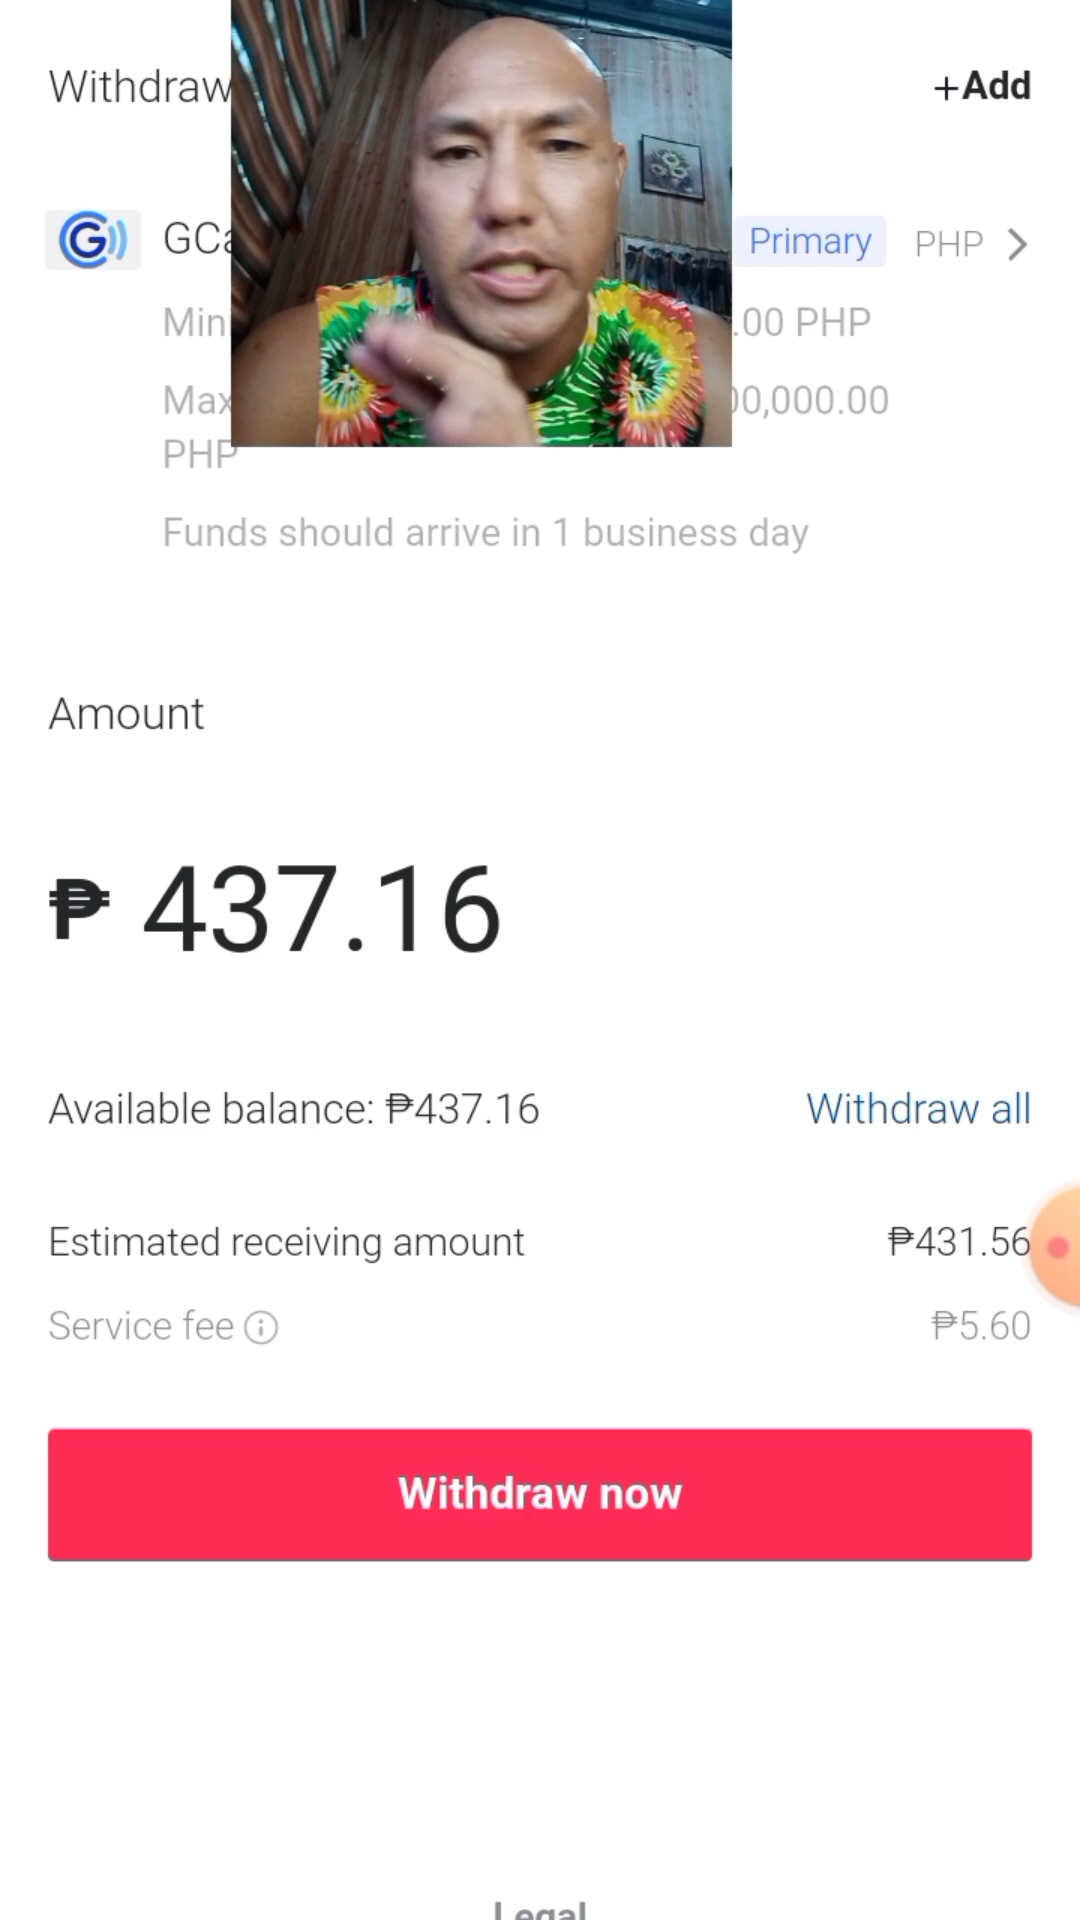 Withdraw
+Add
Primary
PHP
Min
.00 PHP
Max
00,000.00
PHP
Funds should arrive in 1 business day
Amount
₱ 437.16
Available balance: ₱437.16
Withdraw all
Estimated receiving amount
₱431.56
Service fee
₱5.60
Withdraw now
Legal